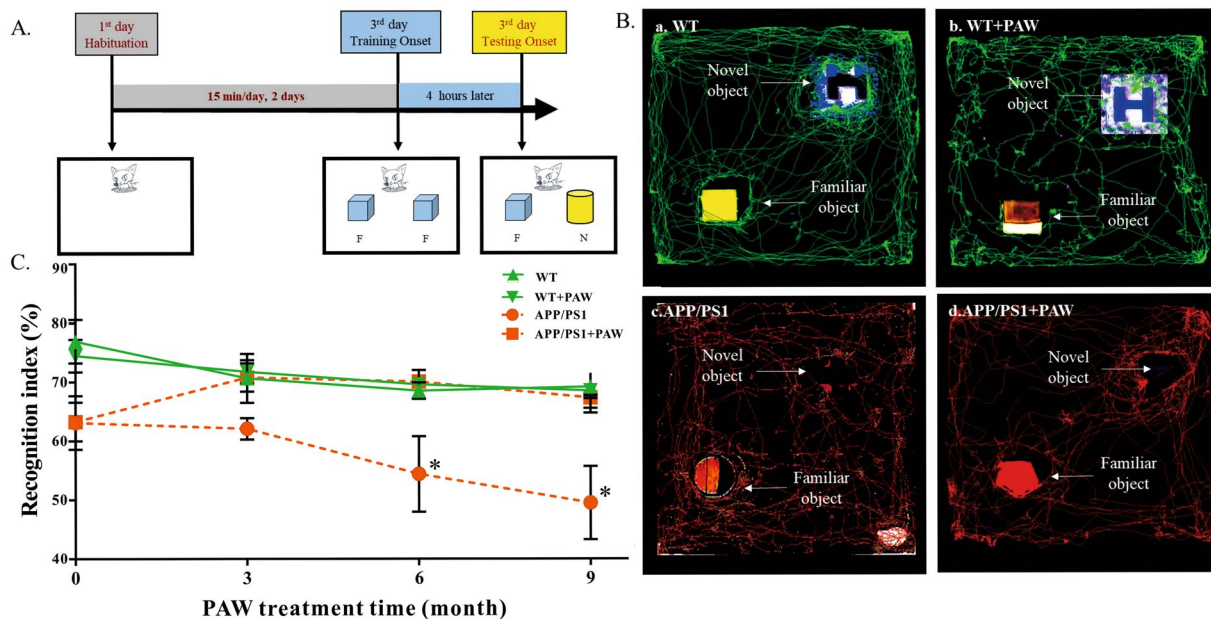 A.
1st day
Habituation
3rd day
Training Onset
3rd day
Testing Onset
15 min/day, 2 days
4 hours later
F
F
F
N
B.
a. WT
Novel
object
Familiar
object
b. WT+PAW
Novel
object
Familiar
object
c.APP/PS1
Novel
object
Familiar
object
d.APP/PS1+PAW
Novel
object
Familiar
object
C.
Recognition index (%)
90
80
70
60
50
40
WT
WT+PAW
APP/PS1
APP/PS1+PAW
*
*
0
3
6
9
PAW treatment time (month)